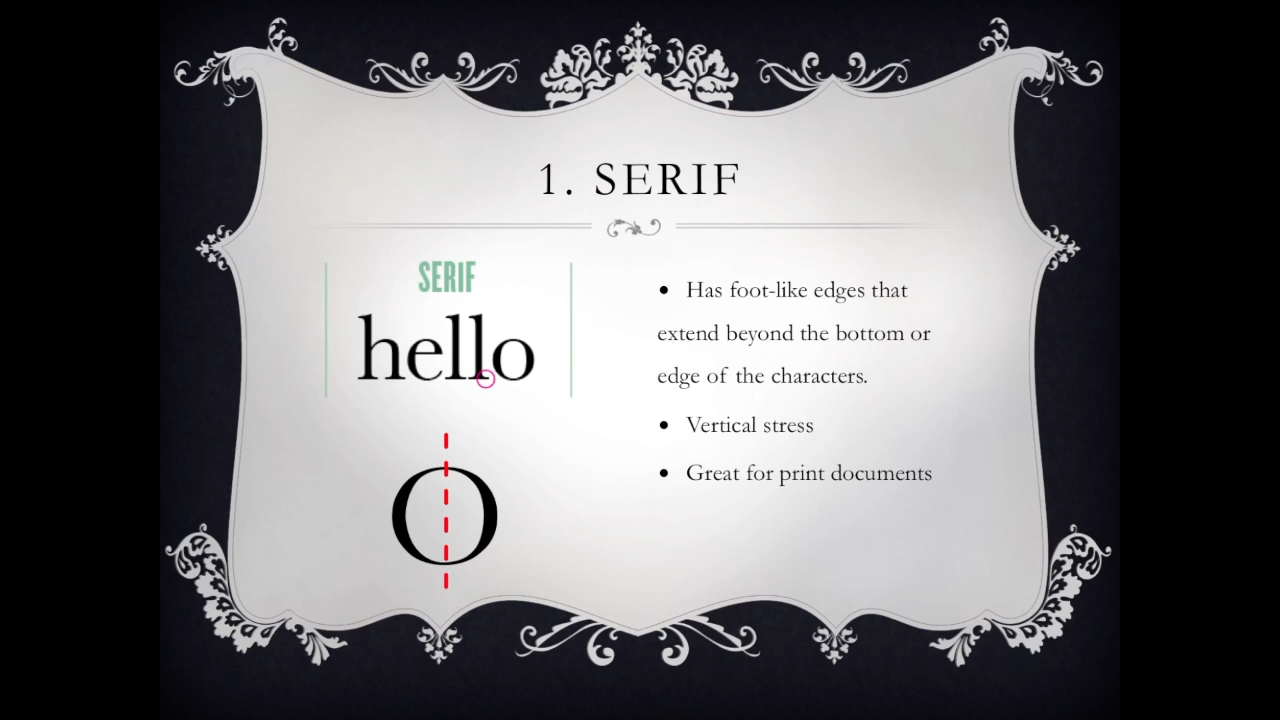 1. SERIF
SERIF
hello
O
• Has foot-like edges that
extend beyond the bottom or
edge of the characters.
• Vertical stress
• Great for print documents